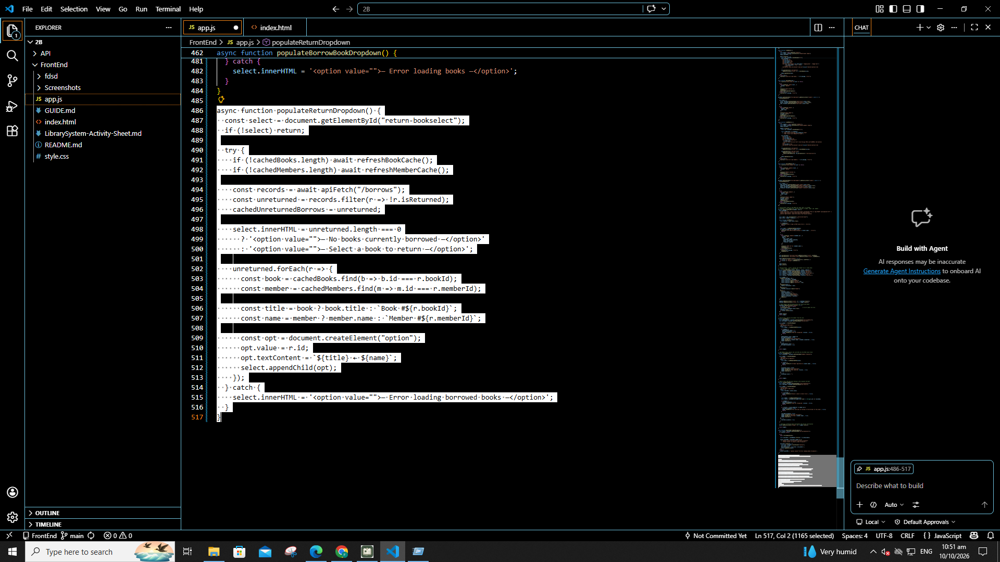 File Edit Selection View Go Run Terminal Help
2B
EXPLORER
2B
API
FrontEnd
fdsd
Screenshots
JS app.js
GUIDE.md
index.html
LibrarySystem-Activity-Sheet.md
README.md
# style.css
OUTLINE
TIMELINE
JS app.js
index.html
FrontEnd > JS app.js > populateReturnDropdown
462 async function populateBorrowBookDropdown() {
481 } catch {
482 select.innerHTML = '<option value="">— Error loading books —</option>';
483 }
484 }
485
486 async function populateReturnDropdown() {
487 const select = document.getElementById("return-bookselect");
488 if (!select) return;
489
490 try {
491 if (!cachedBooks.length) await refreshBookCache();
492 if (!cachedMembers.length) await refreshMemberCache();
493
494 const records = await apiFetch("/borrows");
495 const unreturned = records.filter(r => !r.isReturned);
496 cachedUnreturnedBorrows = unreturned;
497
498 select.innerHTML = unreturned.length === 0
499 ? '<option value="">— No books currently borrowed —</option>'
500 : '<option value="">— Select a book to return —</option>';
501
502 unreturned.forEach(r => {
503 const book = cachedBooks.find(b => b.id === r.bookId);
504 const member = cachedMembers.find(m => m.id === r.memberId);
505
506 const title = book ? book.title : `Book #${r.bookId}`;
507 const name = member ? member.name : `Member #${r.memberId}`;
508
509 const opt = document.createElement("option");
510 opt.value = r.id;
511 opt.textContent = `${title} ← ${name}`;
512 select.appendChild(opt);
513 });
514 } catch {
515 select.innerHTML = '<option value="">— Error loading borrowed books —</option>';
516 }
517 }
CHAT
Build with Agent
AI responses may be inaccurate
Generate Agent Instructions to onboard AI
onto your codebase.
JS app.js:486-517
Describe what to build
Auto
Local Default Approvals
FrontEnd main 0 0
Not Committed Yet Ln 517, Col 2 (1165 selected) Spaces: 4 UTF-8 CRLF {} JavaScript
Type here to search
Very humid
ENG
10:51 am
10/10/2026